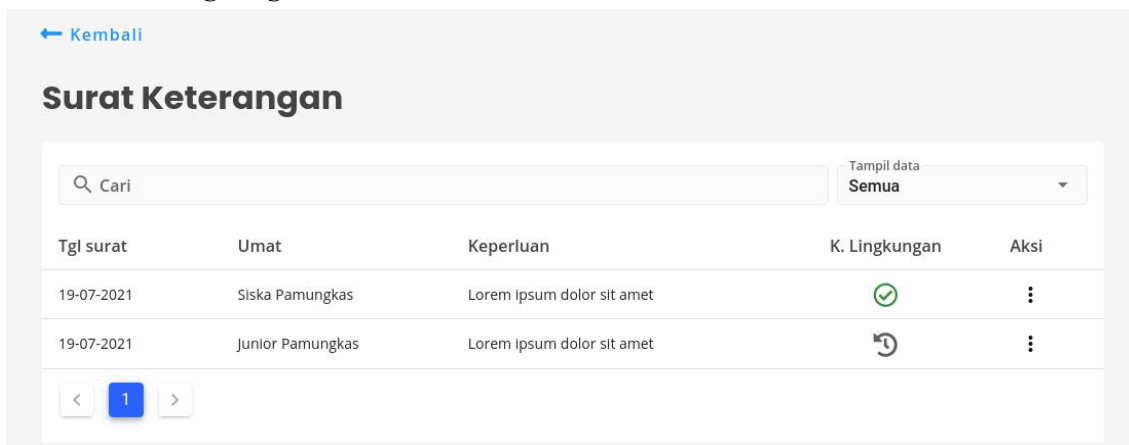 Kembali
Surat Keterangan
Cari
Tampil data
Semua
Tgl surat Umat Keperluan K. Lingkungan Aksi
19-07-2021 Siska Pamungkas Lorem ipsum dolor sit amet
19-07-2021 Junior Pamungkas Lorem ipsum dolor sit amet
< 1 >